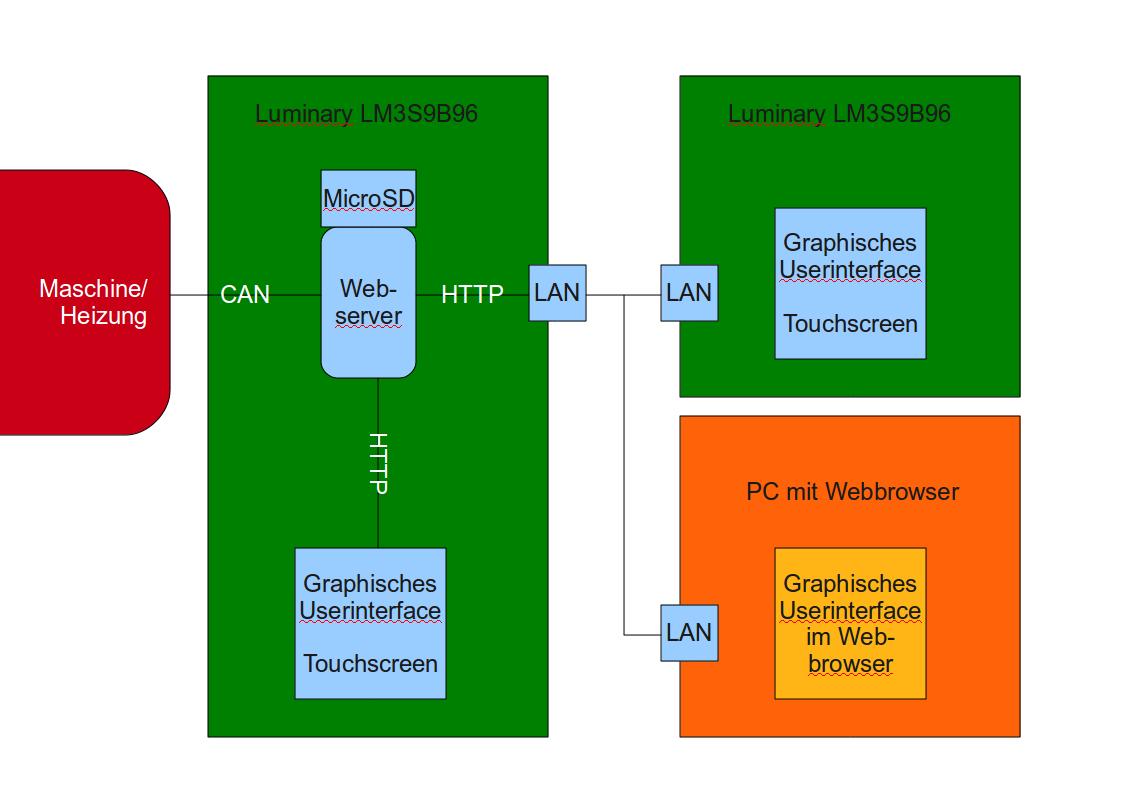 Luminary LM3S9B96
MicroSD
Maschine/
Heizung
CAN
Web-
server
HTTP
LAN
HTTP
Graphisches
Userinterface
Touchscreen
Luminary LM3S9B96
LAN
Graphisches
Userinterface
Touchscreen
PC mit Webbrowser
LAN
Graphisches
Userinterface
im Web-
browser